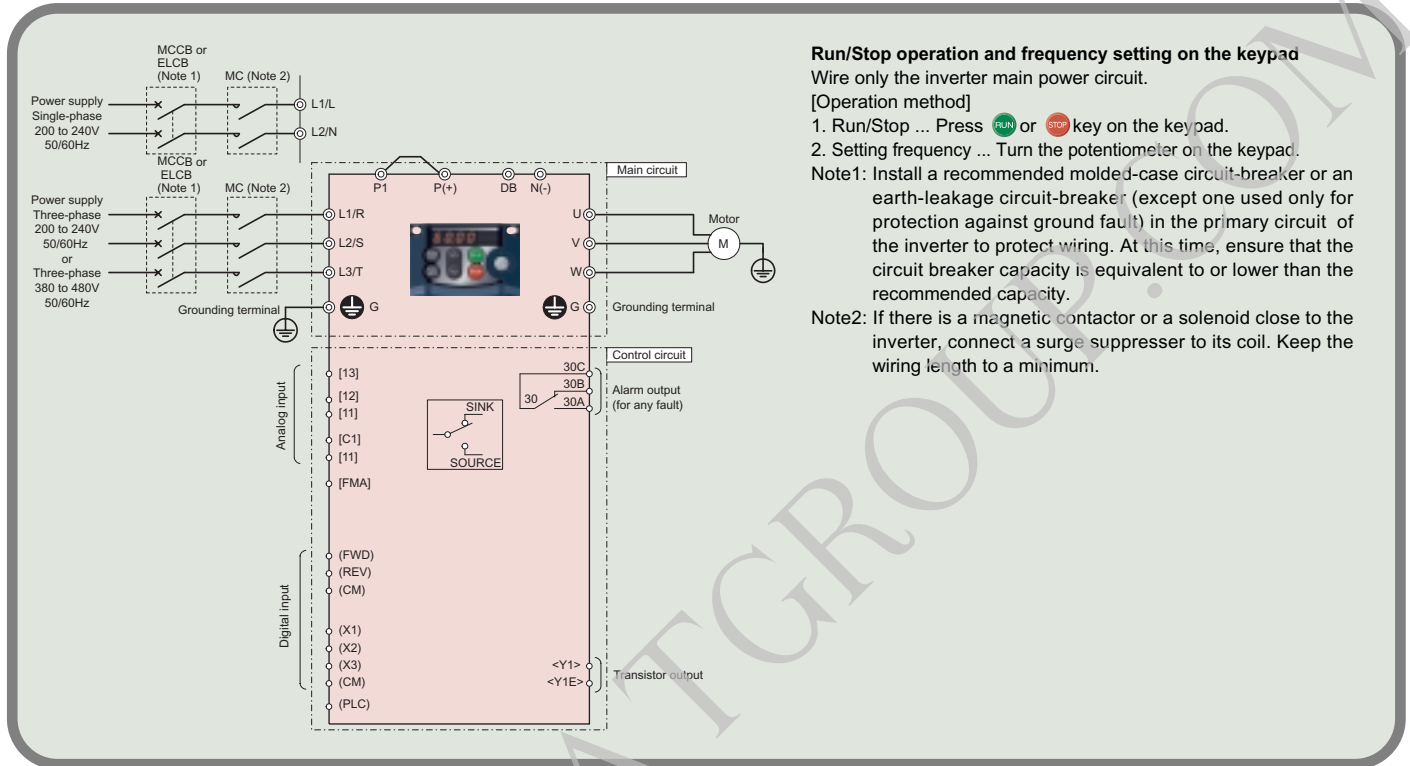 MCCB or
ELCB
(Note 1)
MC (Note 2)
Power supply
Single-phase
200 to 240V
50/60Hz
L1/L
L2/N
MCCB or
ELCB
(Note 1)
MC (Note 2)
Power supply
Three-phase
200 to 240V
50/60Hz
or
Three-phase
380 to 480V
50/60Hz
Main circuit
P1 P(+) DB N(-)
L1/R
L2/S
L3/T
U
V
W
Motor
M
Grounding terminal
G
G
Grounding terminal
Control circuit
Analog input
[13]
[12]
[11]
[C1]
[11]
[FMA]
SINK
SOURCE
30
30C
30B
30A
Alarm output
(for any fault)
Digital input
(FWD)
(REV)
(CM)
(X1)
(X2)
(X3)
(CM)
(PLC)
<Y1>
<Y1E>
Transistor output
Run/Stop operation and frequency setting on the keypad
Wire only the inverter main power circuit.
[Operation method]
1. Run/Stop ... Press RUN or STOP key on the keypad.
2. Setting frequency ... Turn the potentiometer on the keypad.
Note1: Install a recommended molded-case circuit-breaker or an
earth-leakage circuit-breaker (except one used only for
protection against ground fault) in the primary circuit of
the inverter to protect wiring. At this time, ensure that the
circuit breaker capacity is equivalent to or lower than the
recommended capacity.
Note2: If there is a magnetic contactor or a solenoid close to the
inverter, connect a surge suppresser to its coil. Keep the
wiring length to a minimum.